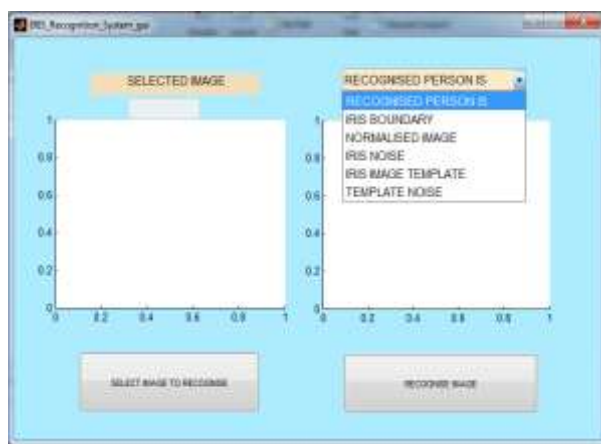 IRIS_Recognition_System_gui
SELECTED IMAGE
RECOGNISED PERSON IS
RECOGNISED PERSON IS
IRIS BOUNDARY
NORMALISED IMAGE
IRIS NOISE
IRIS IMAGE TEMPLATE
TEMPLATE NOISE
1
0.8
0.6
0.4
0.2
0
0 0.2 0.4 0.6 0.8 1
1
0.8
0.6
0.4
0.2
0
0 0.2 0.4 0.6 0.8 1
SELECT IMAGE TO RECOGNISE
RECOGNISE IMAGE